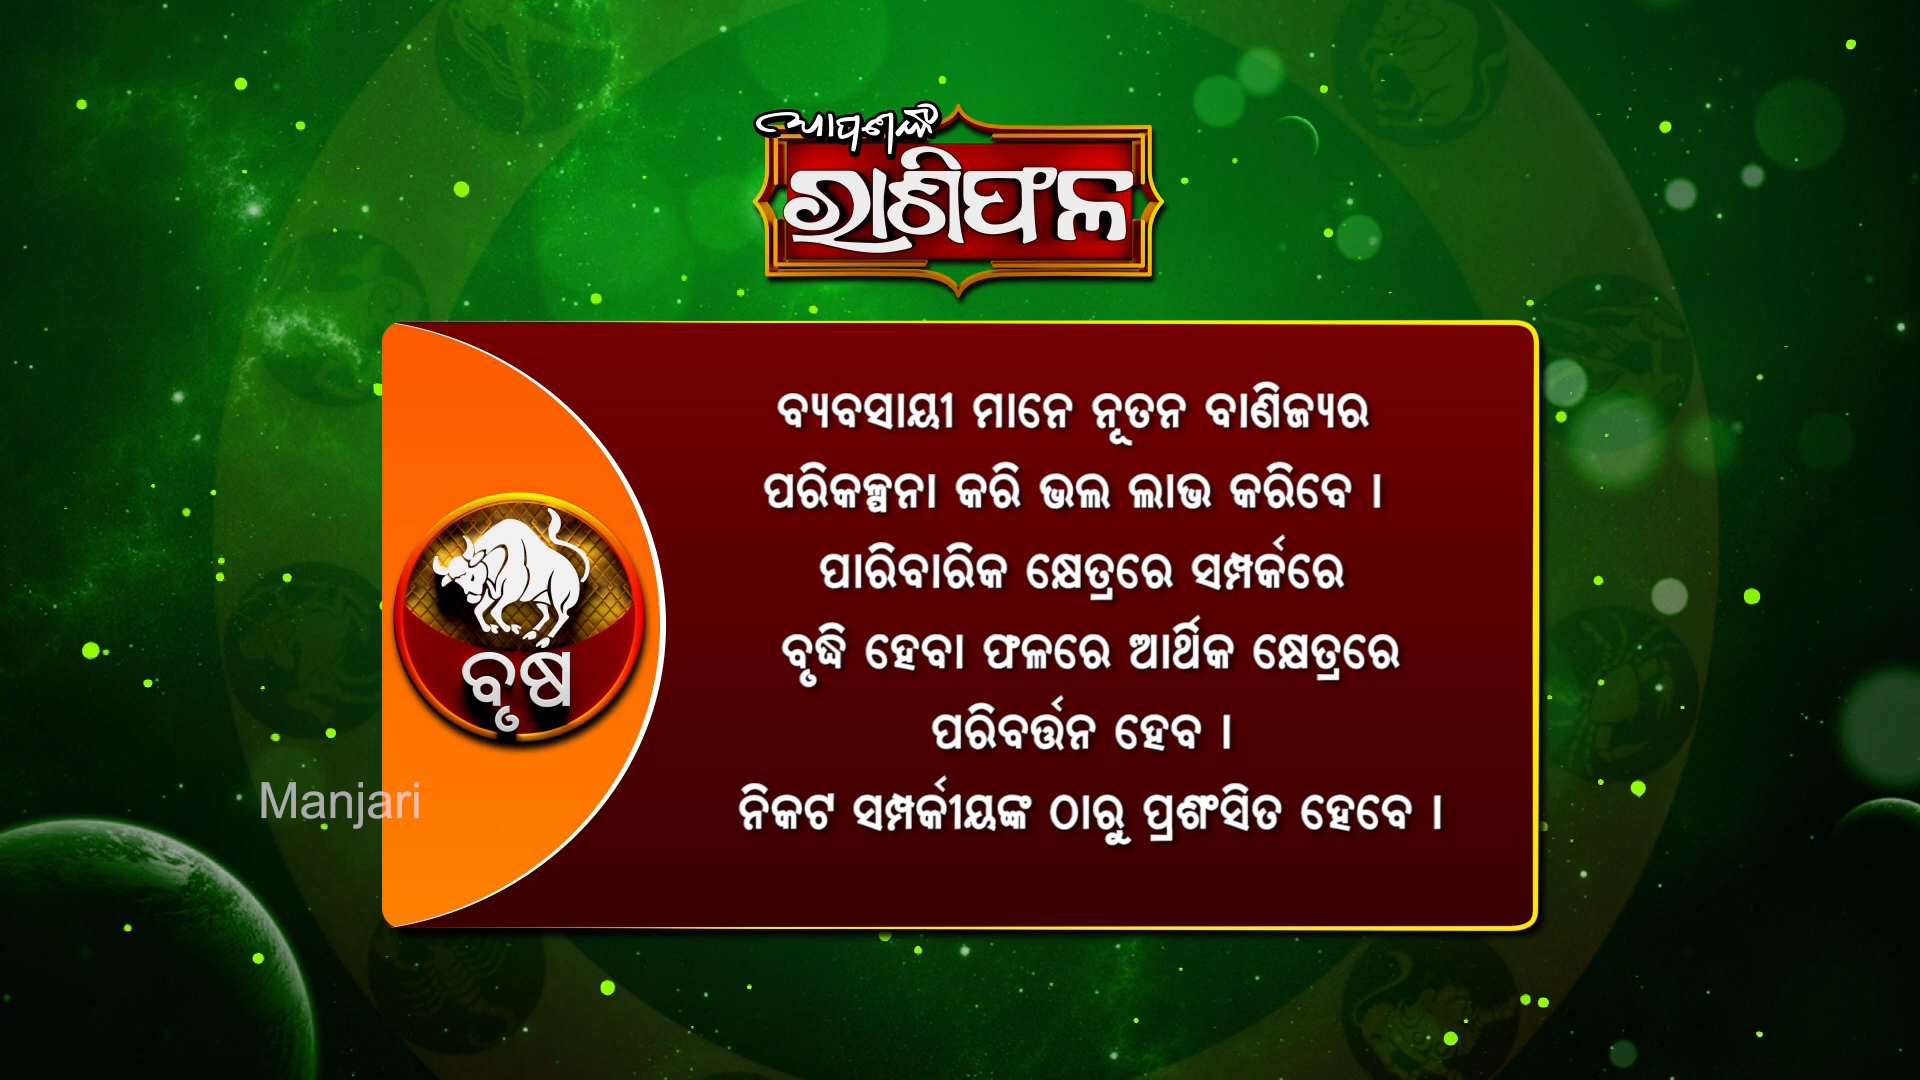 ଆପଣଙ୍କ
ରାଶିଫଳ
ବ୍ୟବସାୟୀ ମାନେ ନୂତନ ବାଣିଜ୍ୟର
ପରିକଳ୍ପନା କରି ଭଲ ଲାଭ କରିବେ ।
ପାରିବାରିକ କ୍ଷେତ୍ରରେ ସମ୍ପର୍କରେ
ବୃଦ୍ଧି ହେବା ଫଳରେ ଆର୍ଥିକ କ୍ଷେତ୍ରରେ
ପରିବର୍ତ୍ତନ ହେବ ।
ନିକଟ ସମ୍ପର୍କୀୟଙ୍କ ଠାରୁ ପ୍ରଶଂସିତ ହେବେ ।
ବୃଷ
Manjari